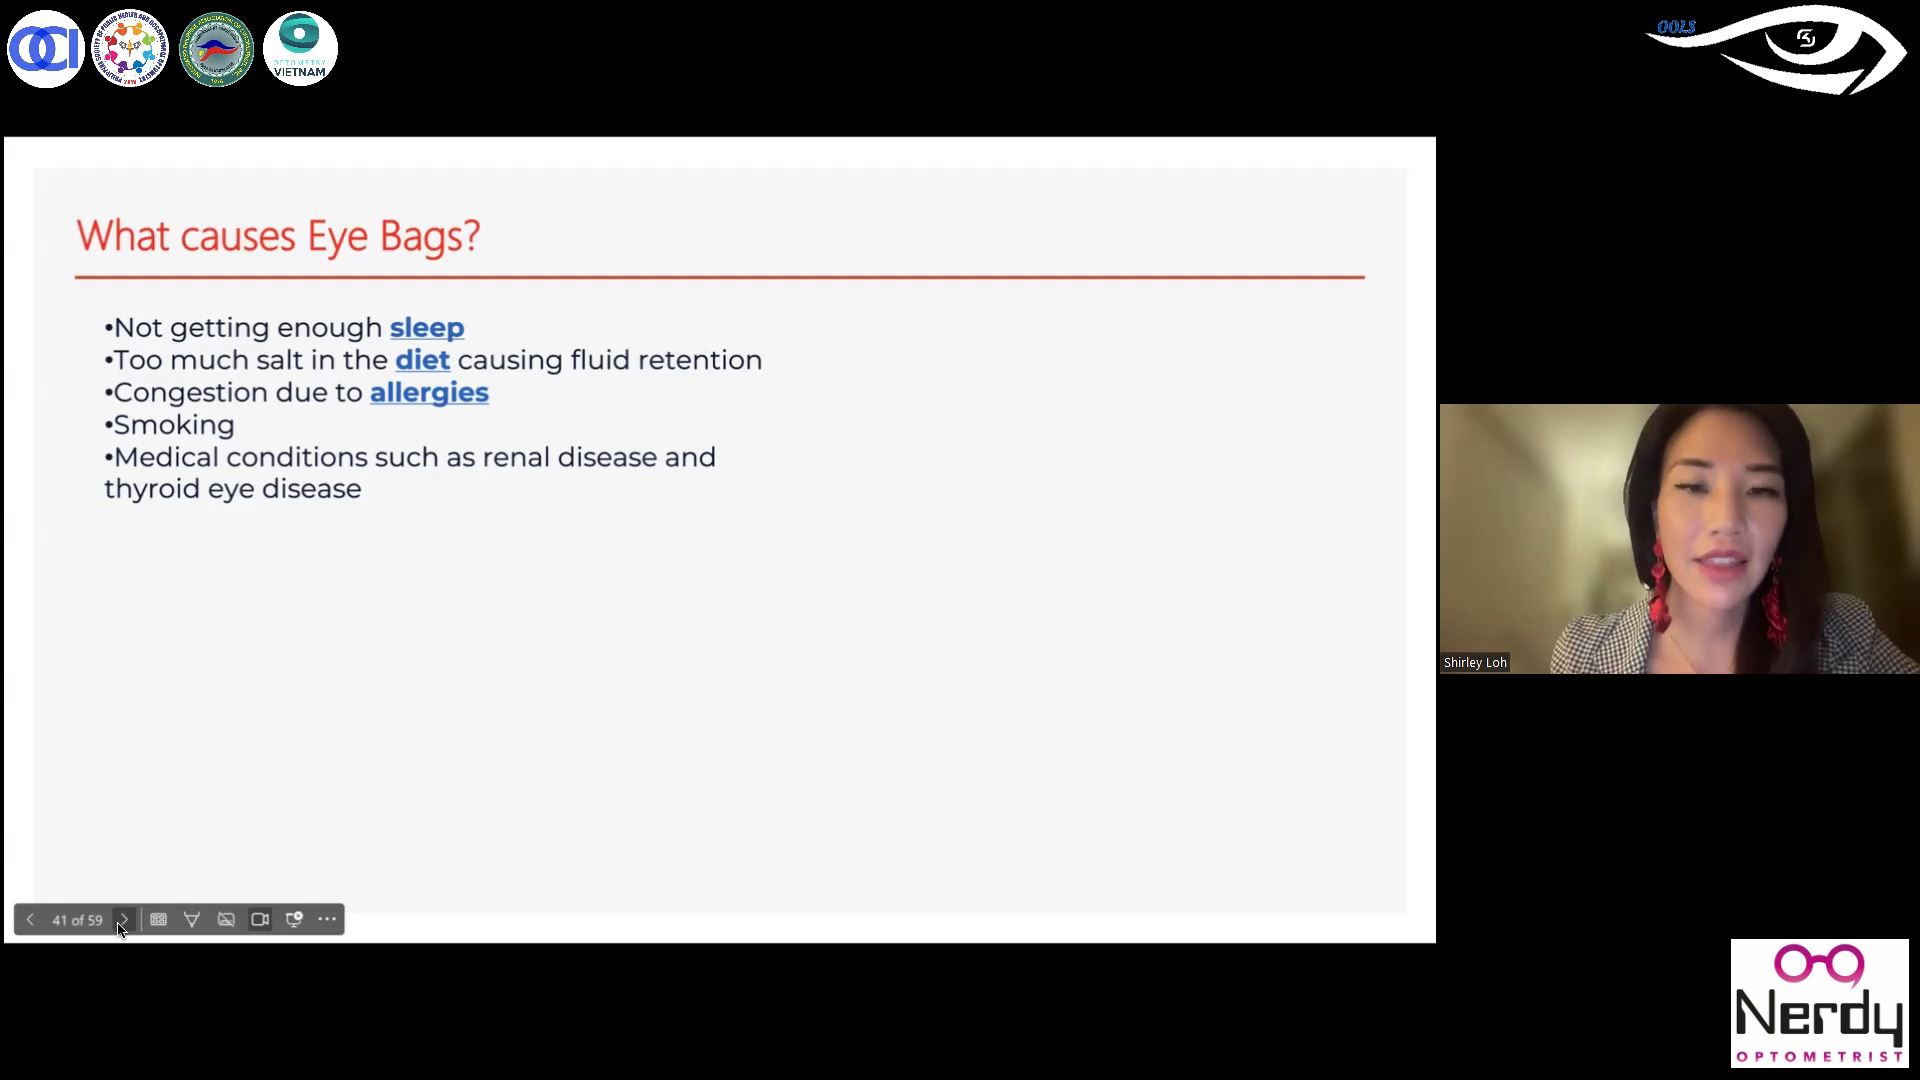 OCI
OPTOMETRY
VIETNAM
OOLS
What causes Eye Bags?
•Not getting enough sleep
•Too much salt in the diet causing fluid retention
•Congestion due to allergies
•Smoking
•Medical conditions such as renal disease and
thyroid eye disease
Shirley Loh
41 of 59
Nerdy
OPTOMETRIST